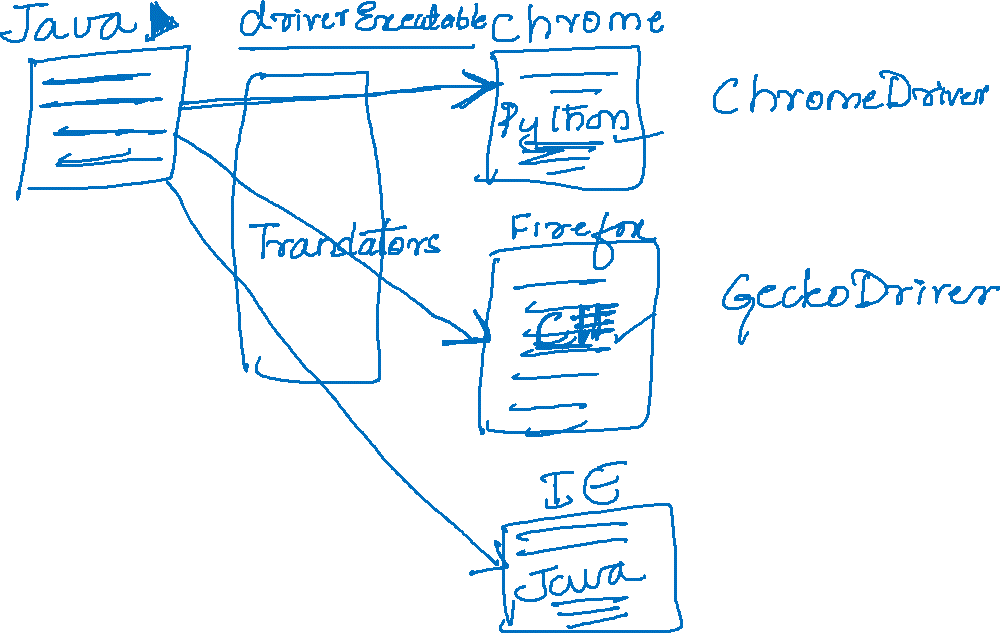 Java
driverExecutable
Chrome
Python
ChromeDriver
Translators
Firefox
C#
GeckoDriver
IE
Java